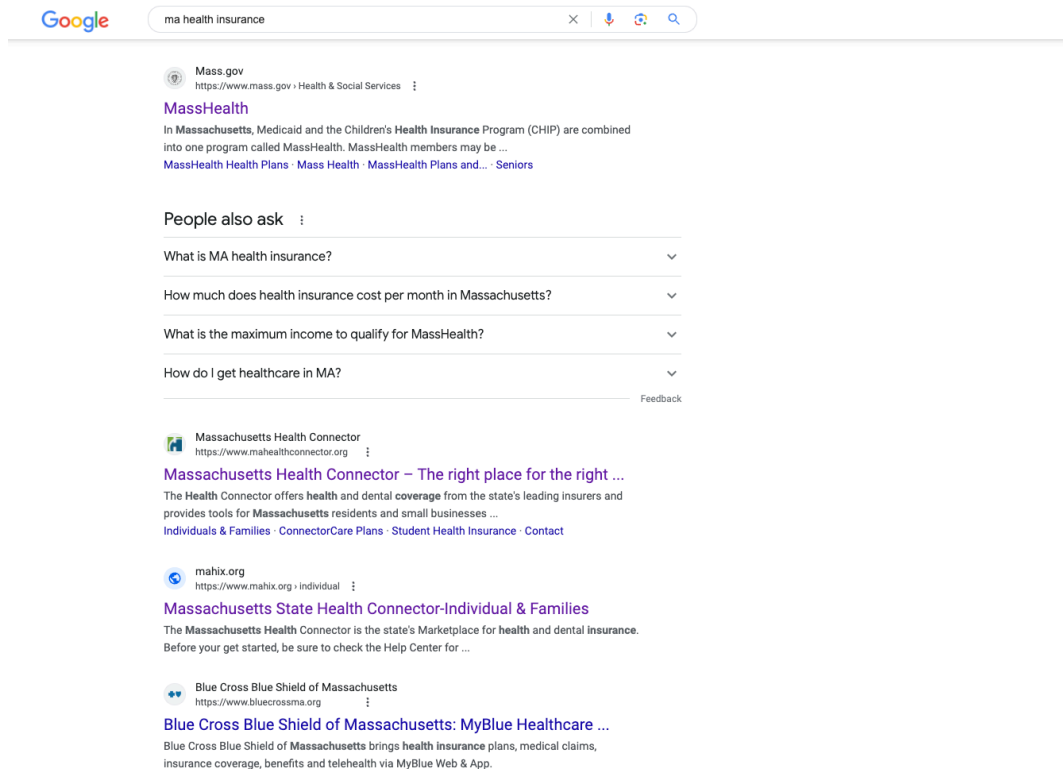 Google
ma health insurance
Mass.gov
https://www.mass.gov › Health & Social Services
MassHealth
In Massachusetts, Medicaid and the Children's Health Insurance Program (CHIP) are combined
into one program called MassHealth. MassHealth members may be ...
MassHealth Health Plans · Mass Health · MassHealth Plans and... · Seniors
People also ask
What is MA health insurance?
How much does health insurance cost per month in Massachusetts?
What is the maximum income to qualify for MassHealth?
How do I get healthcare in MA?
Feedback
Massachusetts Health Connector
https://www.mahealthconnector.org
Massachusetts Health Connector – The right place for the right ...
The Health Connector offers health and dental coverage from the state's leading insurers and
provides tools for Massachusetts residents and small businesses ...
Individuals & Families · ConnectorCare Plans · Student Health Insurance · Contact
mahix.org
https://www.mahix.org › individual
Massachusetts State Health Connector-Individual & Families
The Massachusetts Health Connector is the state's Marketplace for health and dental insurance.
Before your get started, be sure to check the Help Center for ...
Blue Cross Blue Shield of Massachusetts
https://www.bluecrossma.org
Blue Cross Blue Shield of Massachusetts: MyBlue Healthcare ...
Blue Cross Blue Shield of Massachusetts brings health insurance plans, medical claims,
insurance coverage, benefits and telehealth via MyBlue Web & App.